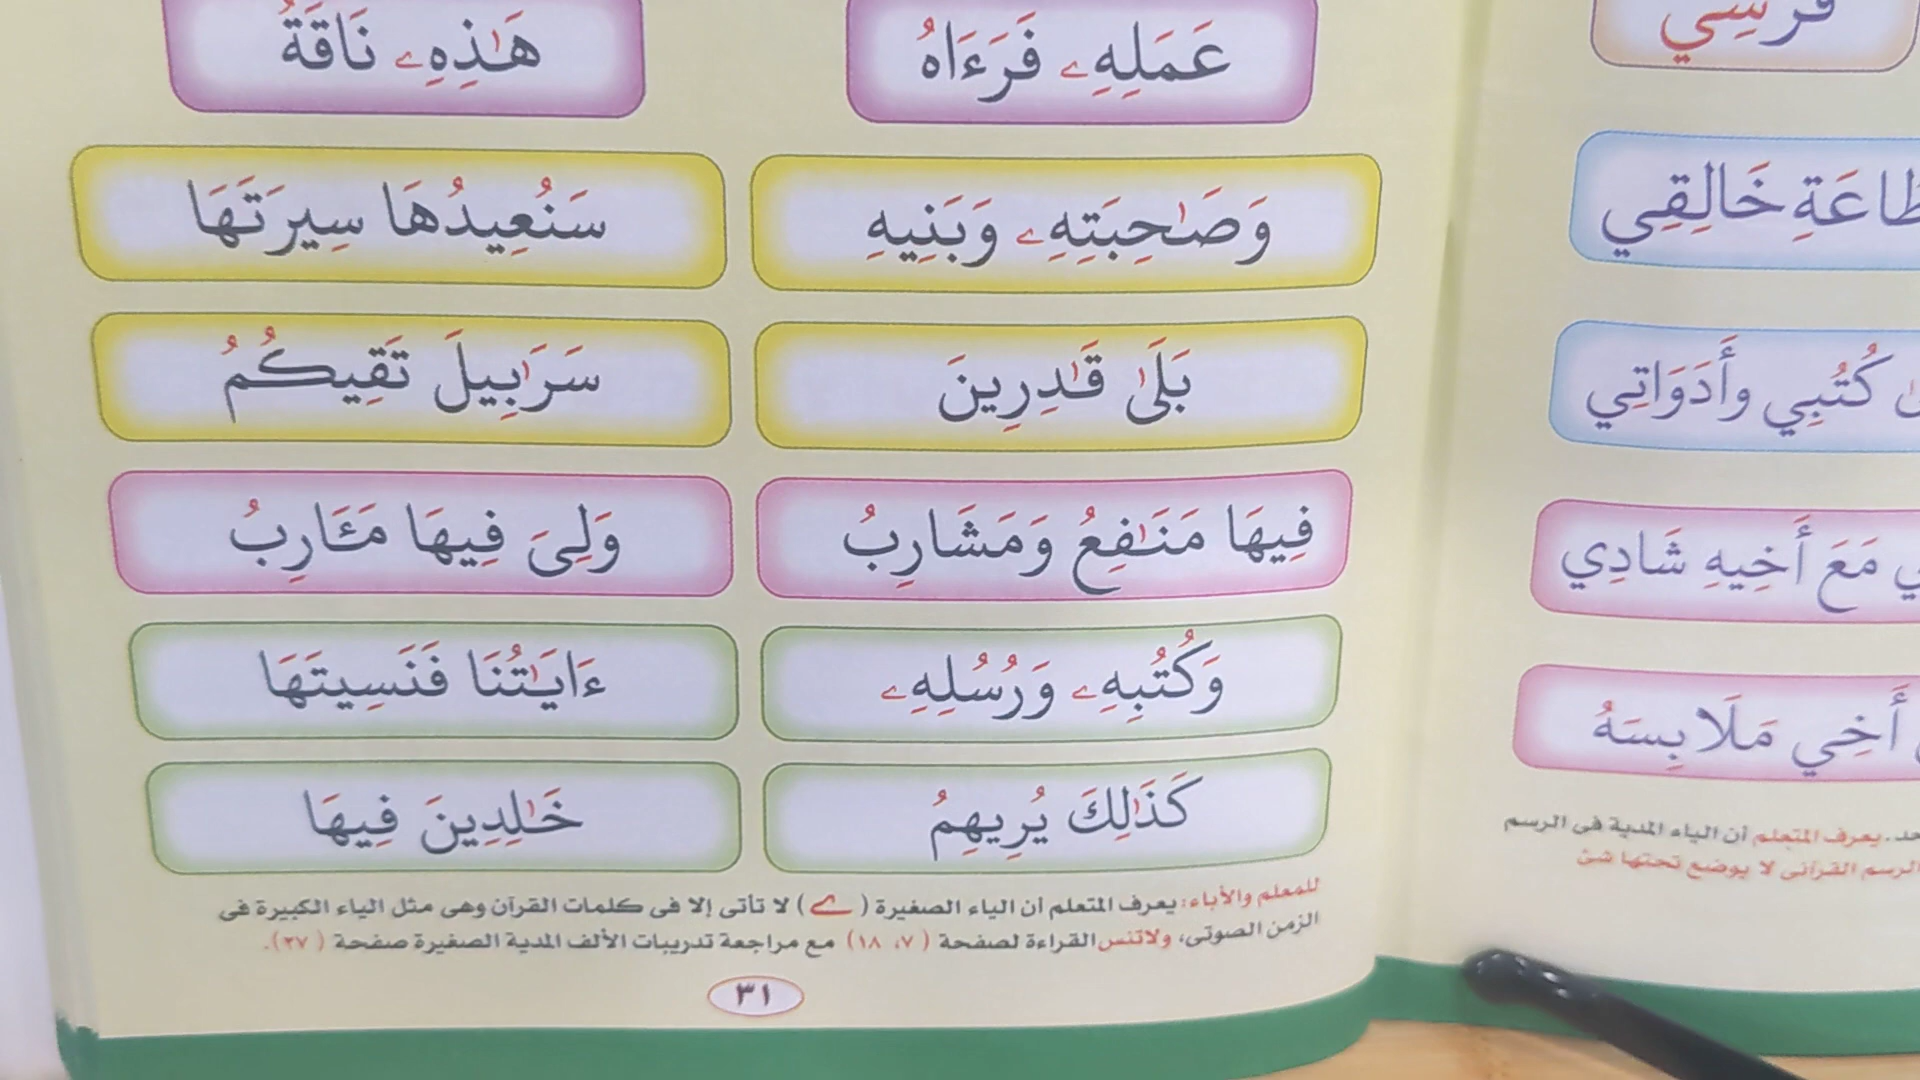 فَرَسِي
طَاعَةِ خَالِقِي
كُتُبِي وأَدَوَاتِي
مَعَ أَخِيهِ شَادِي
أَخِي مَلَابِسَهُ
يعرف المتعلم أن الياء المدية فى الرسم
الرسم القرآنى لا يوضع تحتها شئ
عَمَلِهِۦ فَرَءَاهُ
هَـٰذِهِۦ نَاقَةُ
وَصَـٰحِبَتِهِۦ وَبَنِيهِ
سَنُعِيدُهَا سِيرَتَهَا
بَلَىٰ قَـٰدِرِينَ
سَرَٰبِيلَ تَقِيكُمُ
فِيهَا مَنَـٰفِعُ وَمَشَارِبُ
وَلِىَ فِيهَا مَـَٔارِبُ
وَكُتُبِهِۦ وَرُسُلِهِۦ
ءَايَـٰتُنَا فَنَسِيتَهَا
كَذَٰلِكَ يُرِيهِمُ
خَـٰلِدِينَ فِيهَا
للمعلم والأباء: يعرف المتعلم أن الياء الصغيرة (ے) لا تأتى إلا فى كلمات القرآن وهى مثل الياء الكبيرة فى
الزمن الصوتى، ولاتنس القراءة لصفحة (٧، ١٨) مع مراجعة تدريبات الألف المدية الصغيرة صفحة (٢٧).
٣١